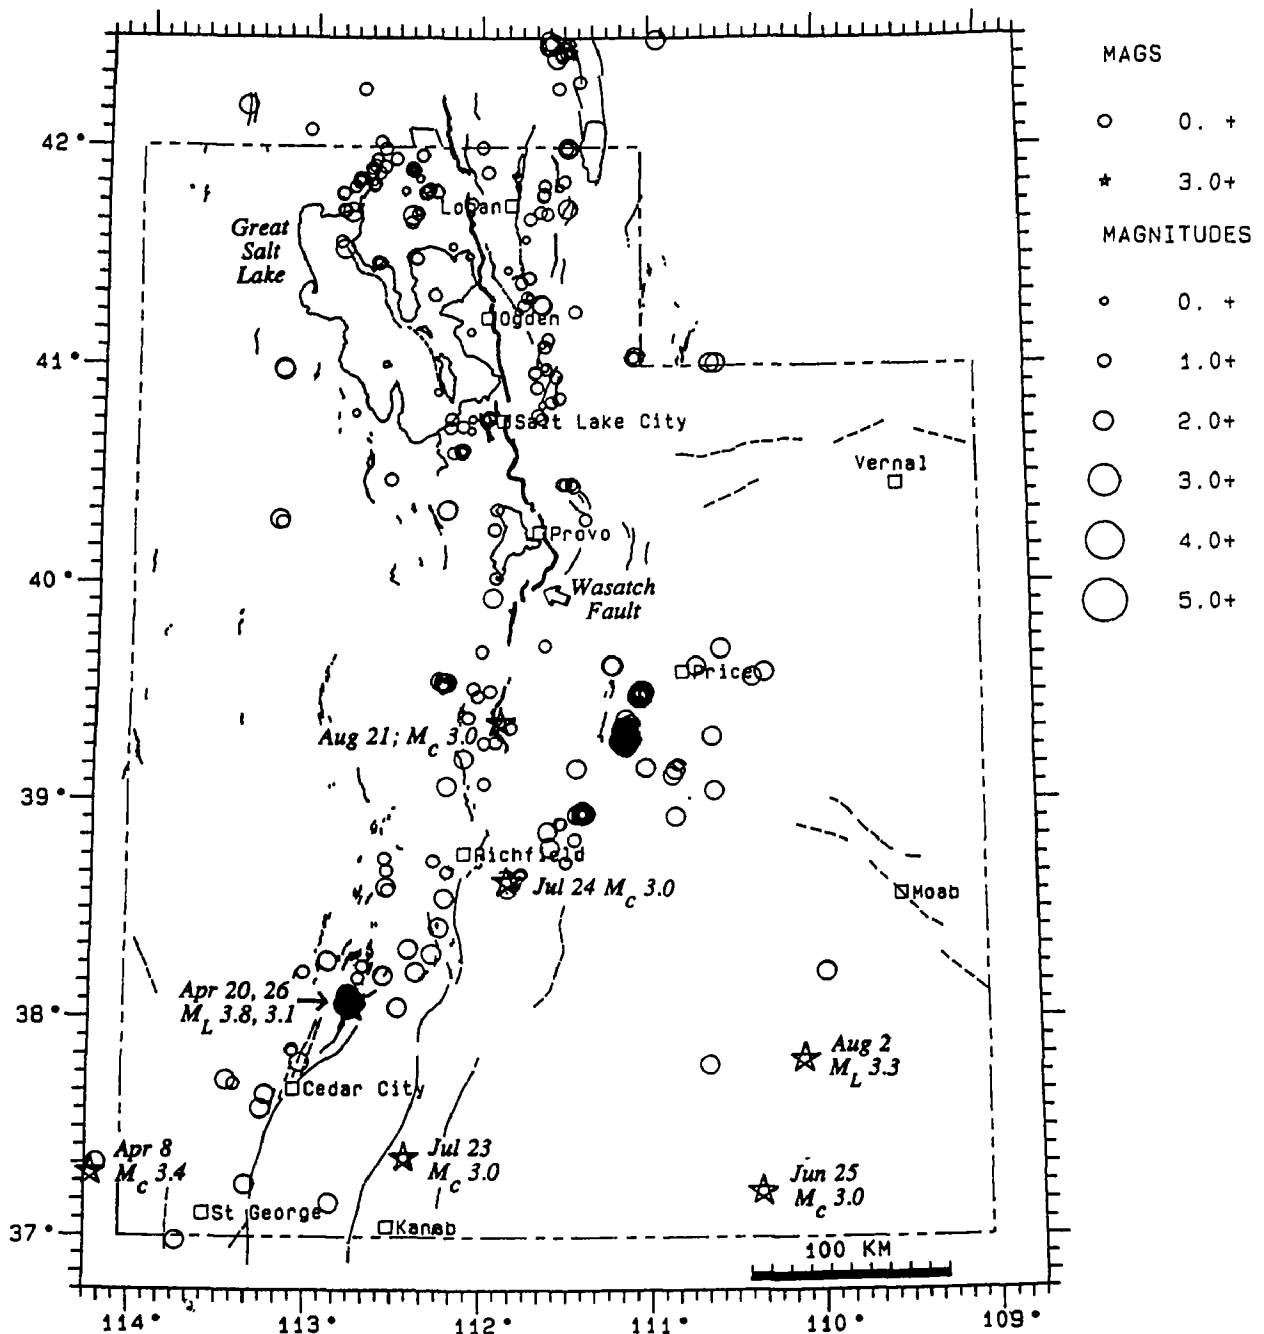 MAGS
0. +
3.0+
MAGNITUDES
0. +
1.0+
2.0+
3.0+
4.0+
5.0+
42°
41°
40°
39°
38°
37°
114°
113°
112°
111°
110°
109°
Great
Salt
Lake
Logan
Ogden
Salt Lake City
Vernal
Provo
Wasatch
Fault
Price
Aug 21; Mc 3.0
Richfield
Jul 24 Mc 3.0
Moab
Apr 20, 26
ML 3.8, 3.1
Aug 2
ML 3.3
Cedar City
Apr 8
Mc 3.4
Jul 23
Mc 3.0
Jun 25
Mc 3.0
St George
Kanab
100 KM